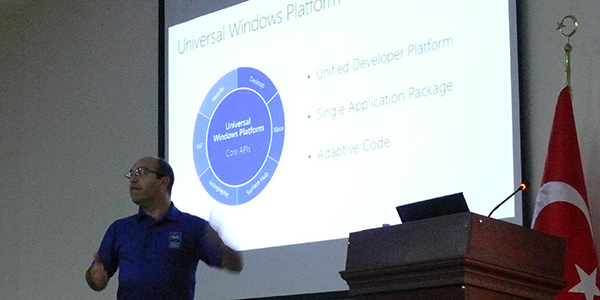 Universal Windows Platform
• Unified Developer Platform
• Single Application Package
• Adaptive Code
Mobile
Desktop
Xbox
Surface Hub
Holographic
IoT
Universal
Windows Platform
Core APIs